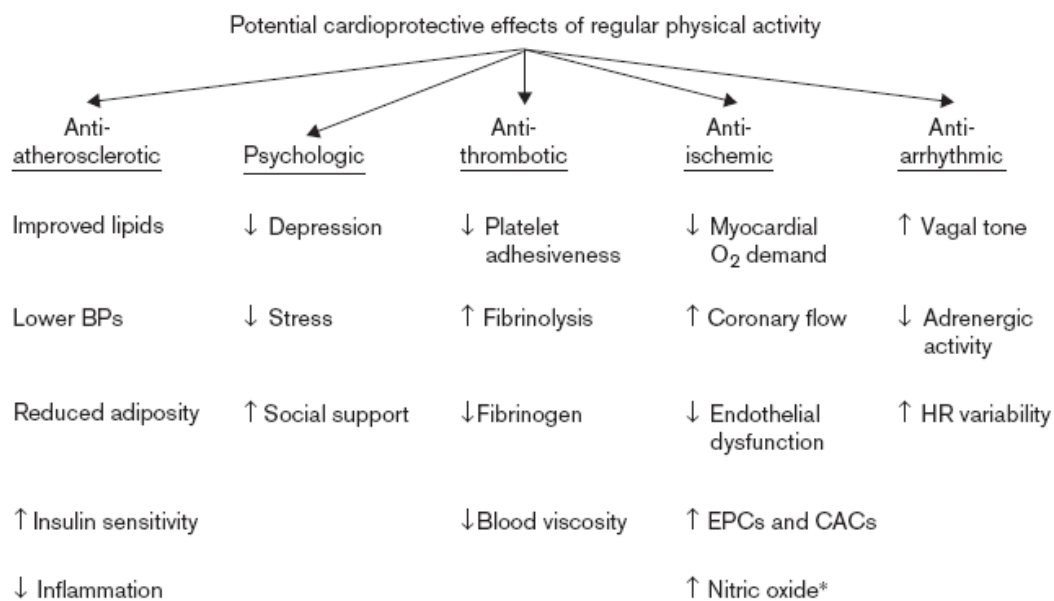 Potential cardioprotective effects of regular physical activity
Anti-
atherosclerotic
Psychologic
Anti-
thrombotic
Anti-
ischemic
Anti-
arrhythmic
Improved lipids
↓ Depression
↓ Platelet
adhesiveness
↓ Myocardial
O₂ demand
↑ Vagal tone
Lower BPs
↓ Stress
↑ Fibrinolysis
↑ Coronary flow
↓ Adrenergic
activity
Reduced adiposity
↑ Social support
↓Fibrinogen
↓ Endothelial
dysfunction
↑ HR variability
↑ Insulin sensitivity
↓Blood viscosity
↑ EPCs and CACs
↓ Inflammation
↑ Nitric oxide*